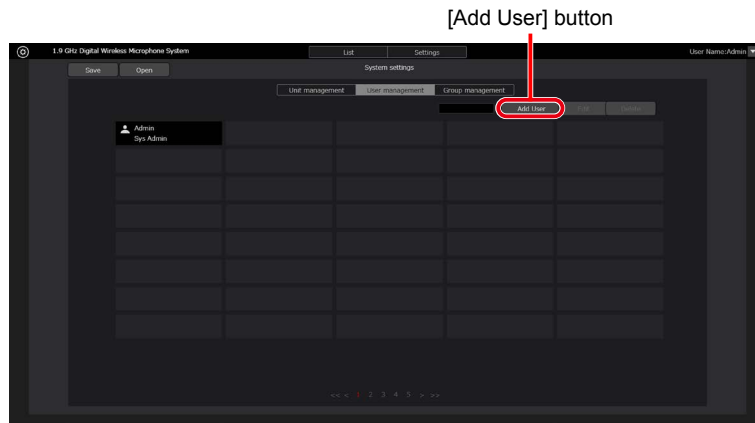 [Add User] button
1.9 GHz Digital Wireless Microphone System
List
Settings
User Name:Admin
Save
Open
System settings
Unit management
User management
Group management
Add User
Edit
Delete
Admin
Sys Admin
<< < 1 2 3 4 5 > >>